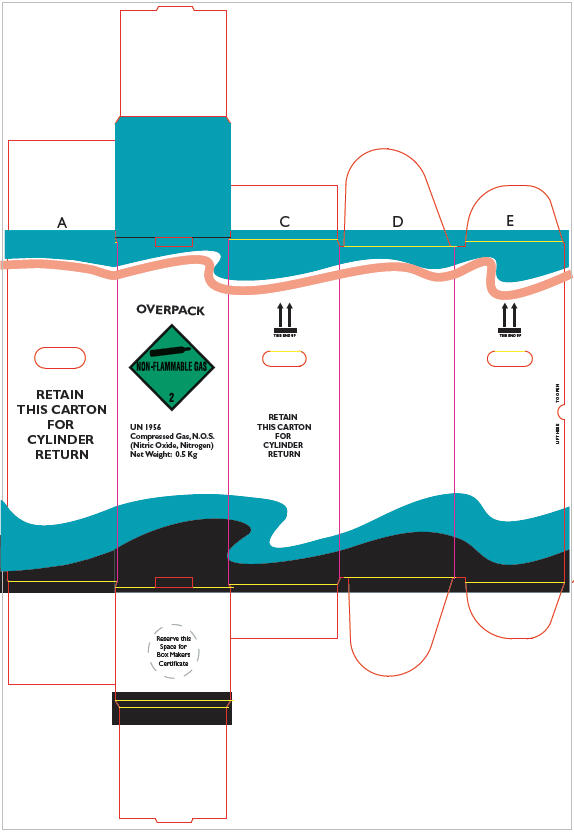 A
C
D
E
OVERPACK
NON-FLAMMABLE GAS
2
UN 1956
Compressed Gas, N.O.S.
(Nitric Oxide, Nitrogen)
Net Weight: 0.5 Kg
RETAIN
THIS CARTON
FOR
CYLINDER
RETURN
THIS END UP
RETAIN
THIS CARTON
FOR
CYLINDER
RETURN
THIS END UP
LIFT HERE TO OPEN
Reserve this
Space for
Box Makers
Certificate